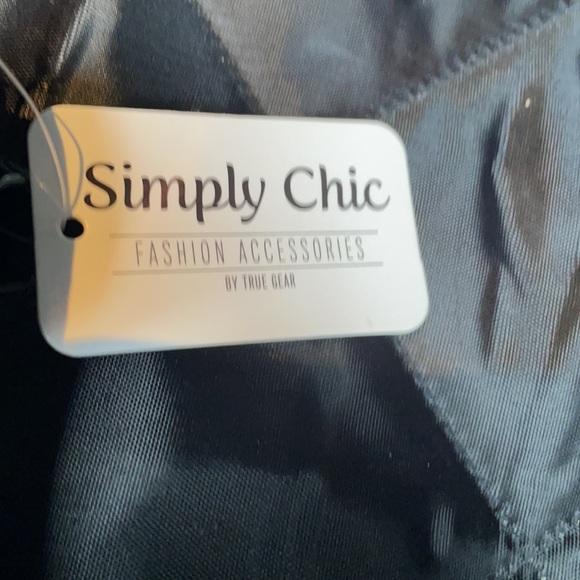 Simply Chic
FASHION ACCESSORIES
BY TRUE GEAR